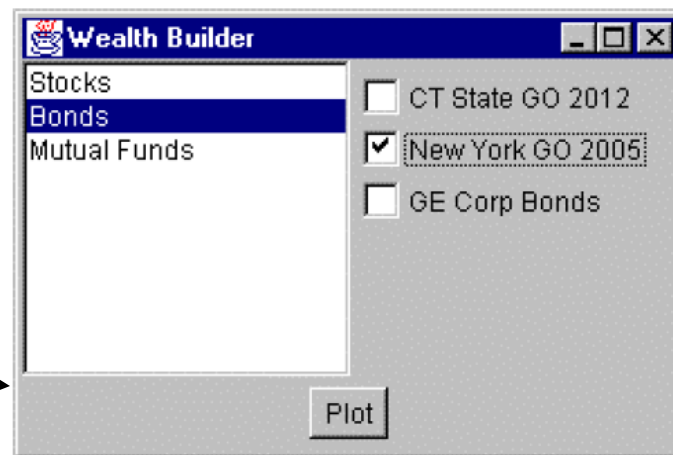 Wealth Builder
Stocks
Bonds
Mutual Funds
CT State GO 2012
New York GO 2005
GE Corp Bonds
Plot